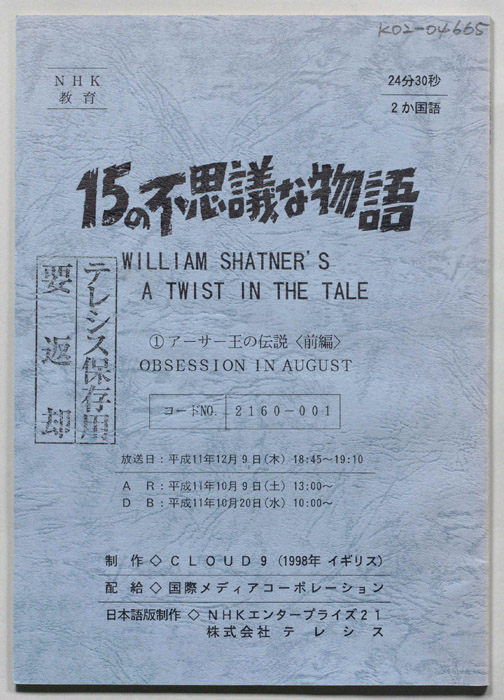 K02-04665
NHK
教育
24分30秒
2か国語
15の不思議な物語
WILLIAM SHATNER'S
A TWIST IN THE TALE
テレシス保存用
要返却
①アーサー王の伝説〈前編〉
OBSESSION IN AUGUST
コードNO. 2160-001
放送日:平成11年12月9日(木) 18:45~19:10
A R:平成11年10月9日(土) 13:00~
D B:平成11年10月20日(水) 10:00~
制作◇CLOUD9(1998年 イギリス)
配給◇国際メディアコーポレーション
日本語版制作◇NHKエンタープライズ21
株式会社テレシス